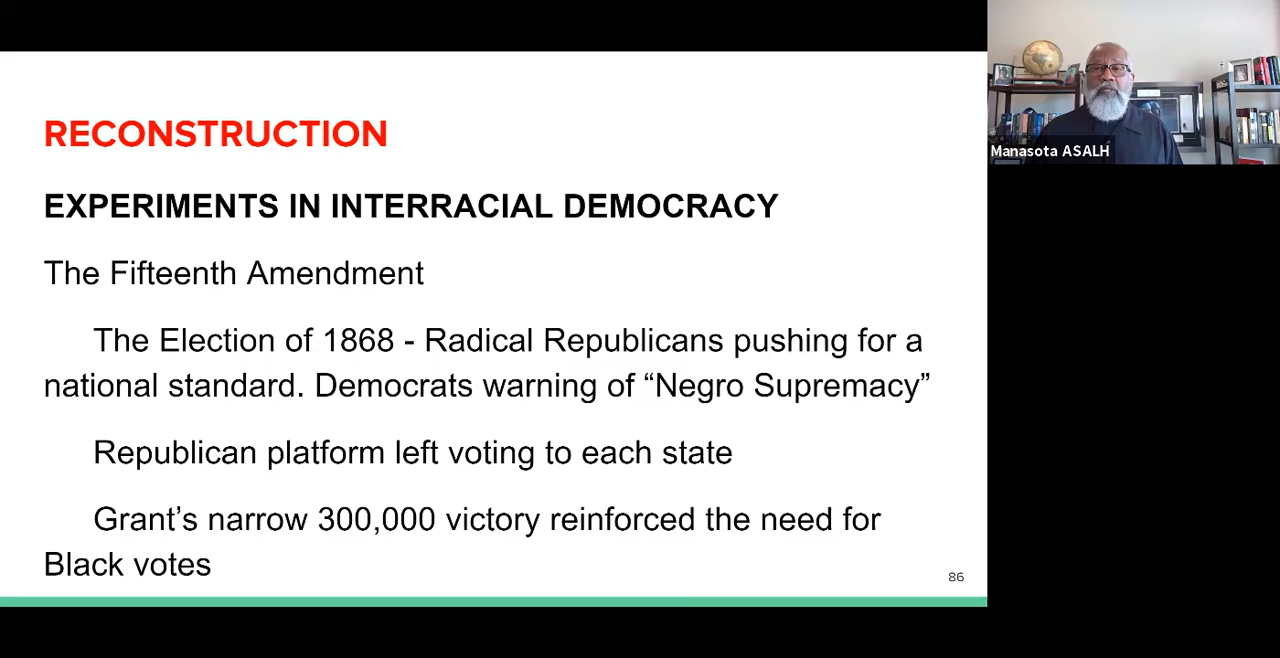 RECONSTRUCTION
EXPERIMENTS IN INTERRACIAL DEMOCRACY
The Fifteenth Amendment
The Election of 1868 - Radical Republicans pushing for a
national standard. Democrats warning of “Negro Supremacy”
Republican platform left voting to each state
Grant’s narrow 300,000 victory reinforced the need for
Black votes
86
Manasota ASALH